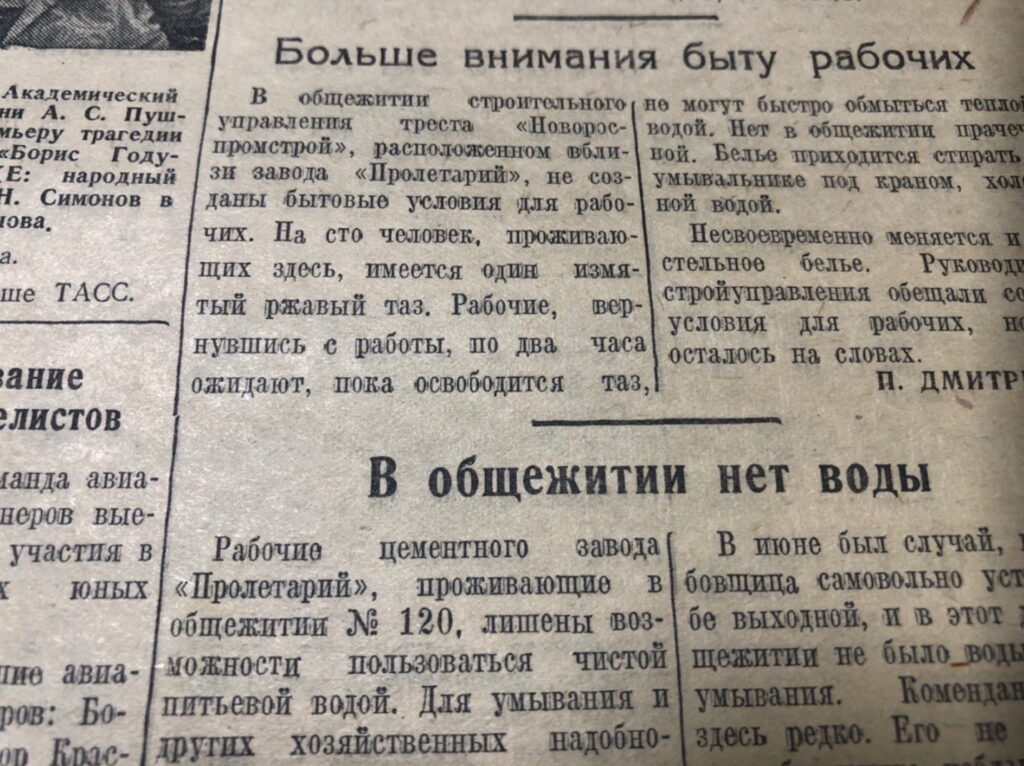 Академический
ни А. С. Пуш-
мьеру трагедии
«Борис Году-
Е: народный
Н. Симонов в
нова.
а.
ше ТАСС.
вание
елистов
манда авиа-
неров вые-
участия в
х юных
ние авиа-
ров: Бо-
ор Крас-
Больше внимания быту рабочих
В общежитии строительного
управления треста «Новорос-
промстрой», расположенном вбли-
зи завода «Пролетарий», не соз-
даны бытовые условия для рабо-
чих. На сто человек, проживаю-
щих здесь, имеется один измя-
тый ржавый таз. Рабочие, вер-
нувшись с работы, по два часа
ожидают, пока освободится таз,
не могут быстро обмыться теплой
водой. Нет в общежитии прачеч
ной. Белье приходится стирать
умывальнике под краном, холо
ной водой.
Несвоевременно меняется и
стельное белье. Руководи
стройуправления обещали со
условия для рабочих, но
осталось на словах.
П. ДМИТР
В общежитии нет воды
Рабочие цементного завода
«Пролетарий», проживающие в
общежитии № 120, лишены воз-
можности пользоваться чистой
питьевой водой. Для умывания и
других хозяйственных надобно-
В июне был случай,
бовщица самовольно уст
бе выходной, и в этот д
щежитии не было воды
умывания. Комендан
здесь редко. Его не